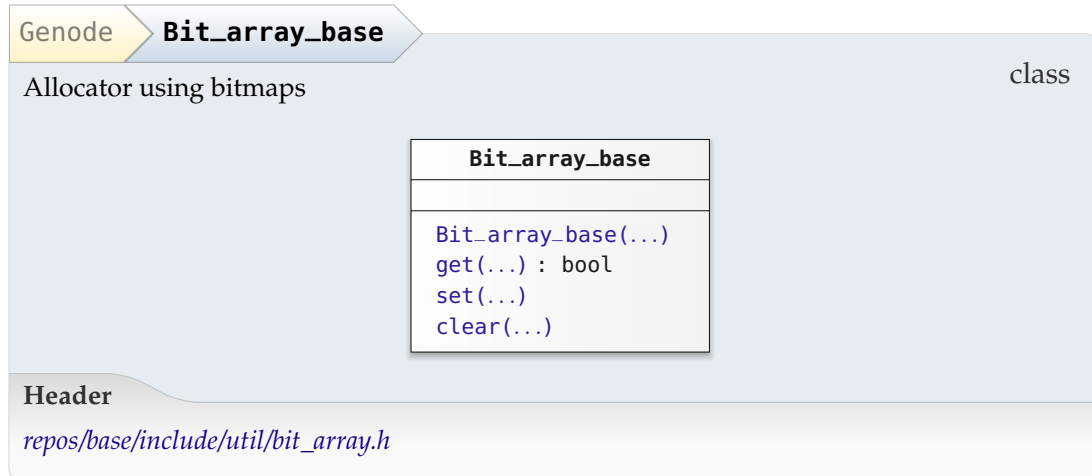 Genode Bit_array_base
class
Allocator using bitmaps
Bit_array_base
Bit_array_base(...)
get(...) : bool
set(...)
clear(...)
Header
repos/base/include/util/bit_array.h